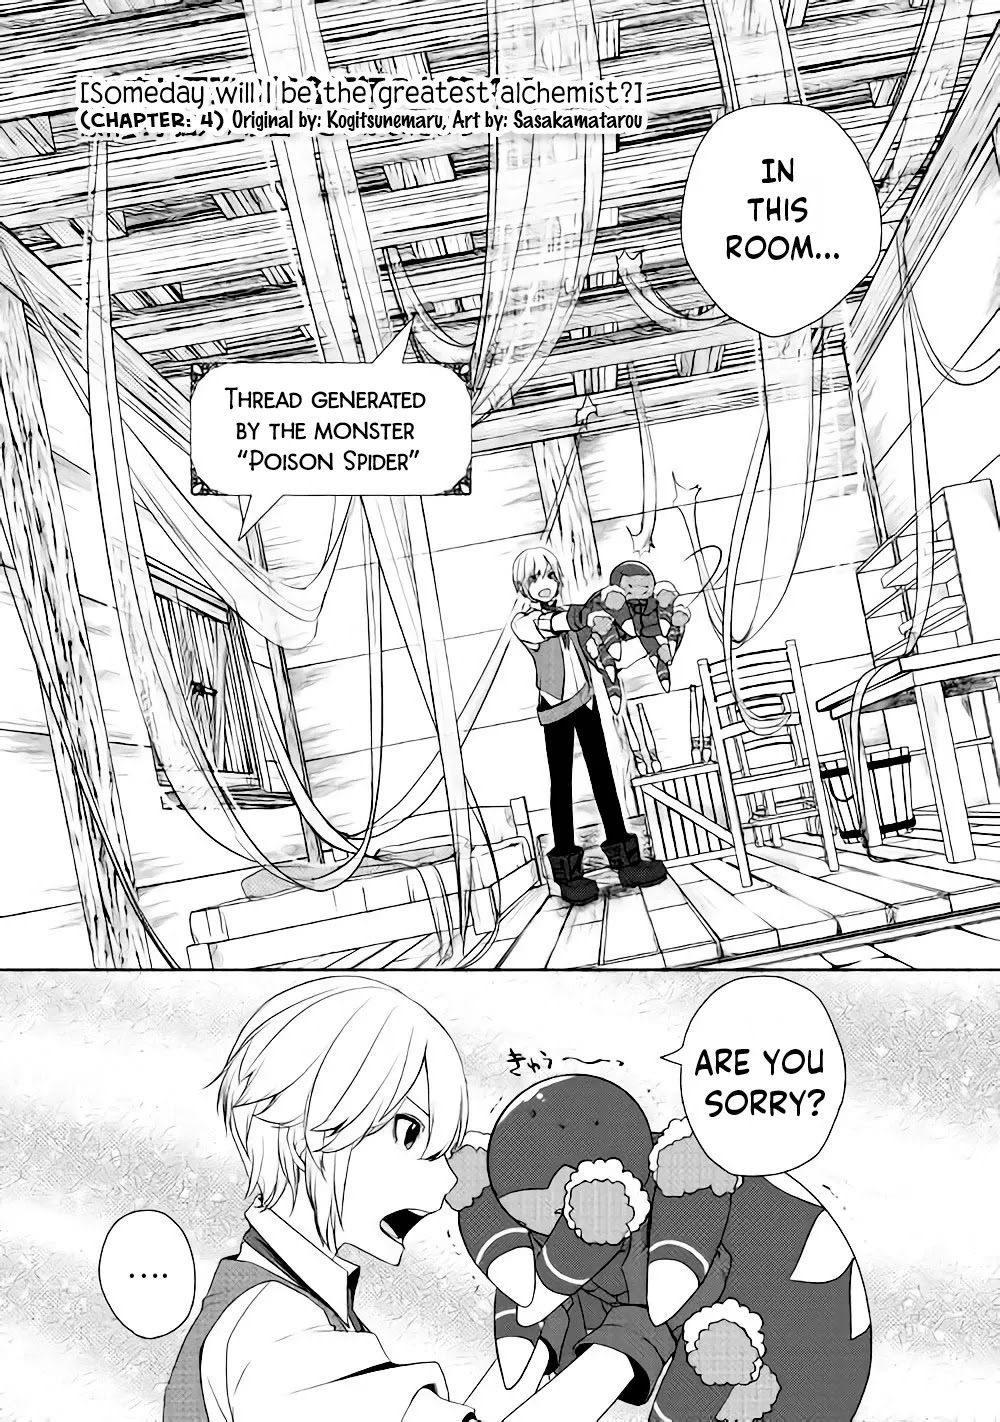 [Someday will I be the greatest alchemist?]
(CHAPTER: 4) Original by: Kogitsunemaru, Art by: Sasakamatarou
IN
THIS
ROOM...
THREAD GENERATED
BY THE MONSTER
"POISON SPIDER"
ARE YOU
SORRY?
きゅぅ〜〜っ
....